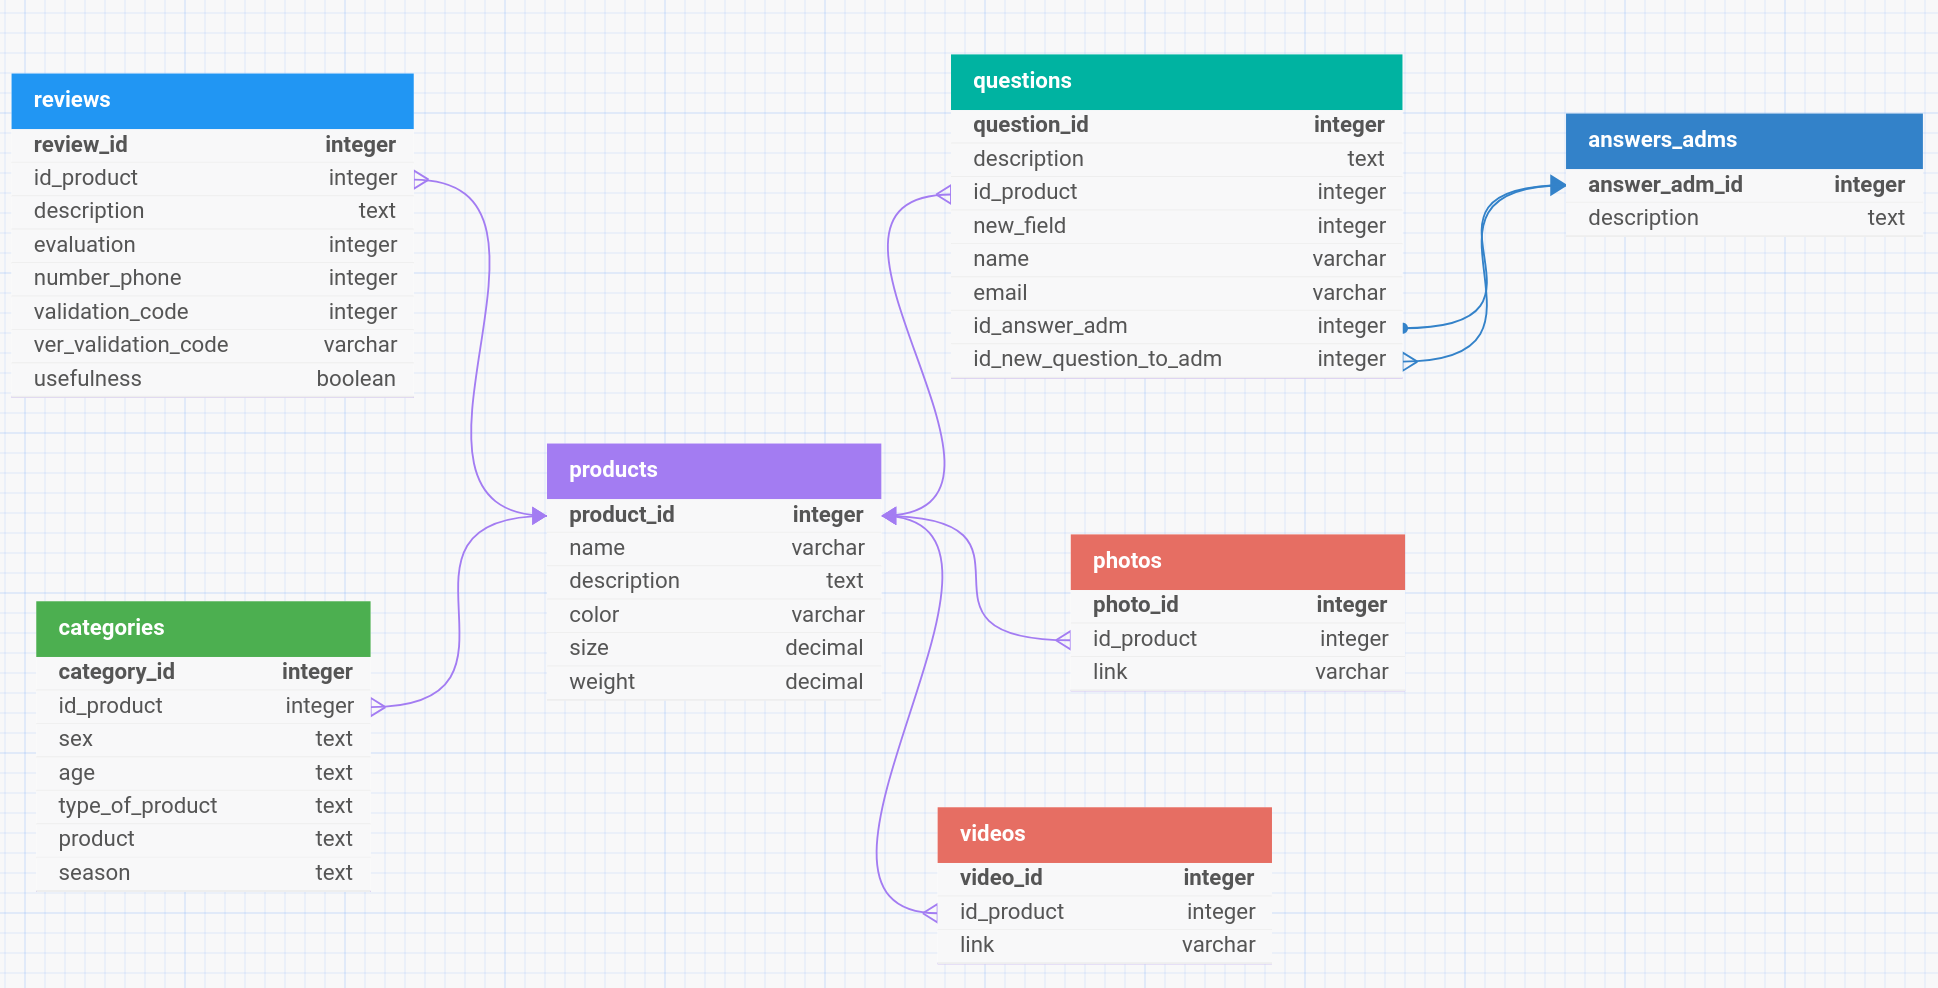 reviews
review_id integer
id_product integer
description text
evaluation integer
number_phone integer
validation_code integer
ver_validation_code varchar
usefulness boolean
questions
question_id integer
description text
id_product integer
new_field integer
name varchar
email varchar
id_answer_adm integer
id_new_question_to_adm integer
answers_adms
answer_adm_id integer
description text
products
product_id integer
name varchar
description text
color varchar
size decimal
weight decimal
categories
category_id integer
id_product integer
sex text
age text
type_of_product text
product text
season text
photos
photo_id integer
id_product integer
link varchar
videos
video_id integer
id_product integer
link varchar